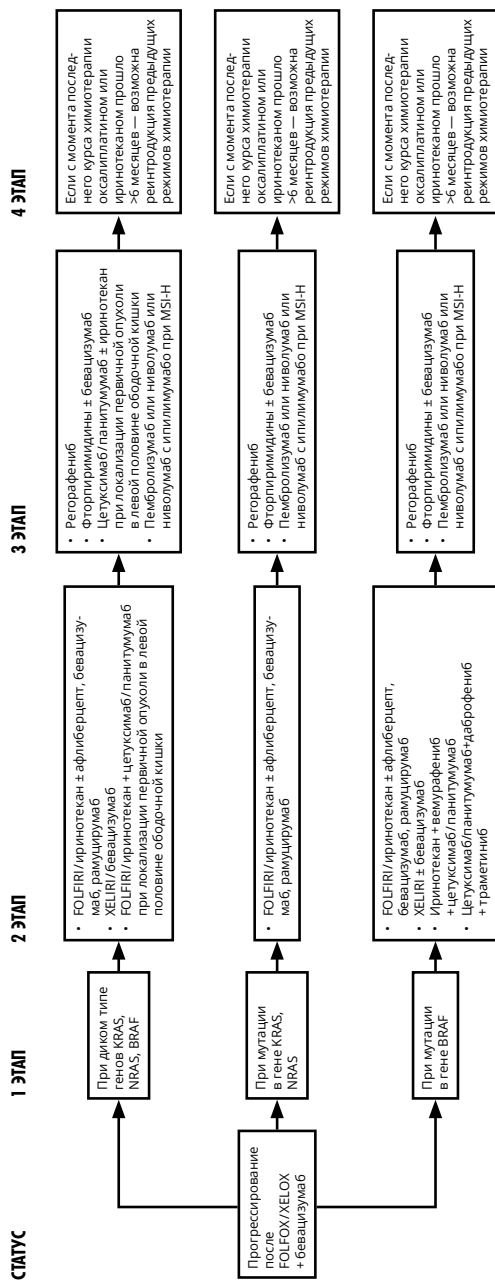 СТАТУС
1 ЭТАП
2 ЭТАП
3 ЭТАП
4 ЭТАП
Прогрессирование
после
FOLFOX/XELOX
+ бевацизумаб
При диком типе
генов KRAS,
NRAS, BRAF
• FOLFIRI/иринотекан ± афлиберцепт, бевацизу-
маб, рамуцирумаб
• XELIRI/бевацизумаб
• FOLFIRI/иринотекан + цетуксимаб/панитумумаб
при локализации первичной опухоли в левой
половине ободочной кишки
• Регорафениб
• Фторпиримидины ± бевацизумаб
• Цетуксимаб/панитумумаб ± иринотекан
при локализации первичной опухоли
в левой половине ободочной кишки
• Пембролизумаб или ниволумаб или
ниволумаб с ипилимумабо при MSI-H
Если с момента послед-
него курса химиотерапии
оксалиплатином или
иринотеканом прошло
>6 месяцев — возможна
реинтродукция предыдущих
режимов химиотерапии
При мутации
в гене KRAS,
NRAS
• FOLFIRI/иринотекан ± афлиберцепт, бевацизу-
маб, рамуцирумаб
• Регорафениб
• Фторпиримидины ± бевацизумаб
• Пембролизумаб или ниволумаб или
ниволумаб с ипилимумабо при MSI-H
Если с момента послед-
него курса химиотерапии
оксалиплатином или
иринотеканом прошло
>6 месяцев — возможна
реинтродукция предыдущих
режимов химиотерапии
При мутации
в гене BRAF
• FOLFIRI/иринотекан ± афлиберцепт,
бевацизумаб, рамуцирумаб
• XELIRI ± бевацизумаб
• Иринотекан + вемурафениб
+ цетуксимаб/панитумумаб
• Цетуксимаб/панитумумаб+даброфениб
+ траметиниб
• Регорафениб
• Фторпиримидины ± бевацизумаб
• Пембролизумаб или ниволумаб или
ниволумаб с ипилимумабо при MSI-H
Если с момента послед-
него курса химиотерапии
оксалиплатином или
иринотеканом прошло
>6 месяцев — возможна
реинтродукция предыдущих
режимов химиотерапии